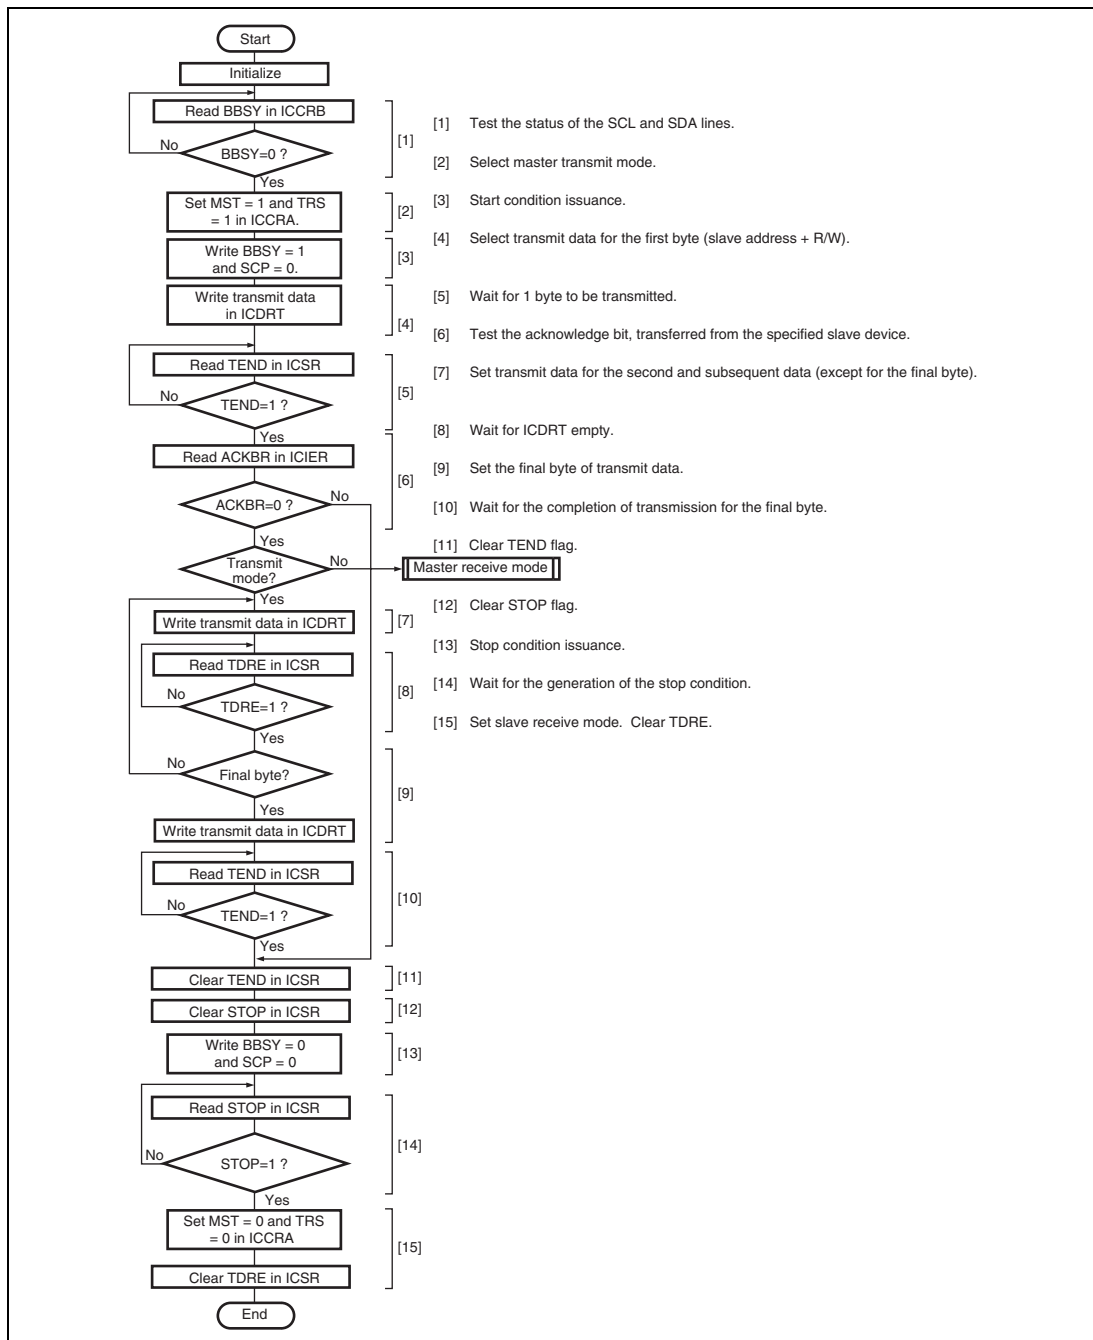 Start
Initialize
Read BBSY in ICCRB
BBSY=0 ?
No
Yes
[1]
Set MST = 1 and TRS
= 1 in ICCRA.
[2]
Write BBSY = 1
and SCP = 0.
[3]
Write transmit data
in ICDRT
[4]
Read TEND in ICSR
TEND=1 ?
No
Yes
[5]
Read ACKBR in ICIER
ACKBR=0 ?
No
Yes
[6]
Transmit
mode?
No
Master receive mode
Yes
Write transmit data in ICDRT
[7]
Read TDRE in ICSR
No
TDRE=1 ?
Yes
[8]
No
Final byte?
Yes
[9]
Write transmit data in ICDRT
Read TEND in ICSR
No
TEND=1 ?
Yes
[10]
Clear TEND in ICSR
[11]
Clear STOP in ICSR
[12]
Write BBSY = 0
and SCP = 0
[13]
Read STOP in ICSR
No
STOP=1 ?
Yes
[14]
Set MST = 0 and TRS
= 0 in ICCRA
[15]
Clear TDRE in ICSR
End
[1] Test the status of the SCL and SDA lines.
[2] Select master transmit mode.
[3] Start condition issuance.
[4] Select transmit data for the first byte (slave address + R/W).
[5] Wait for 1 byte to be transmitted.
[6] Test the acknowledge bit, transferred from the specified slave device.
[7] Set transmit data for the second and subsequent data (except for the final byte).
[8] Wait for ICDRT empty.
[9] Set the final byte of transmit data.
[10] Wait for the completion of transmission for the final byte.
[11] Clear TEND flag.
[12] Clear STOP flag.
[13] Stop condition issuance.
[14] Wait for the generation of the stop condition.
[15] Set slave receive mode. Clear TDRE.